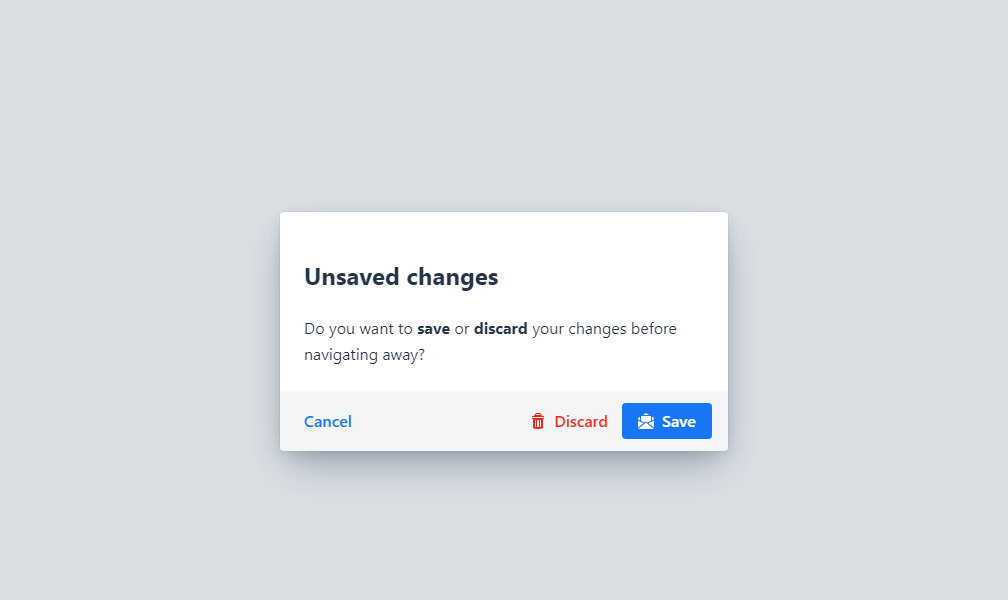 Unsaved changes
Do you want to save or discard your changes before
navigating away?
Cancel Discard Save